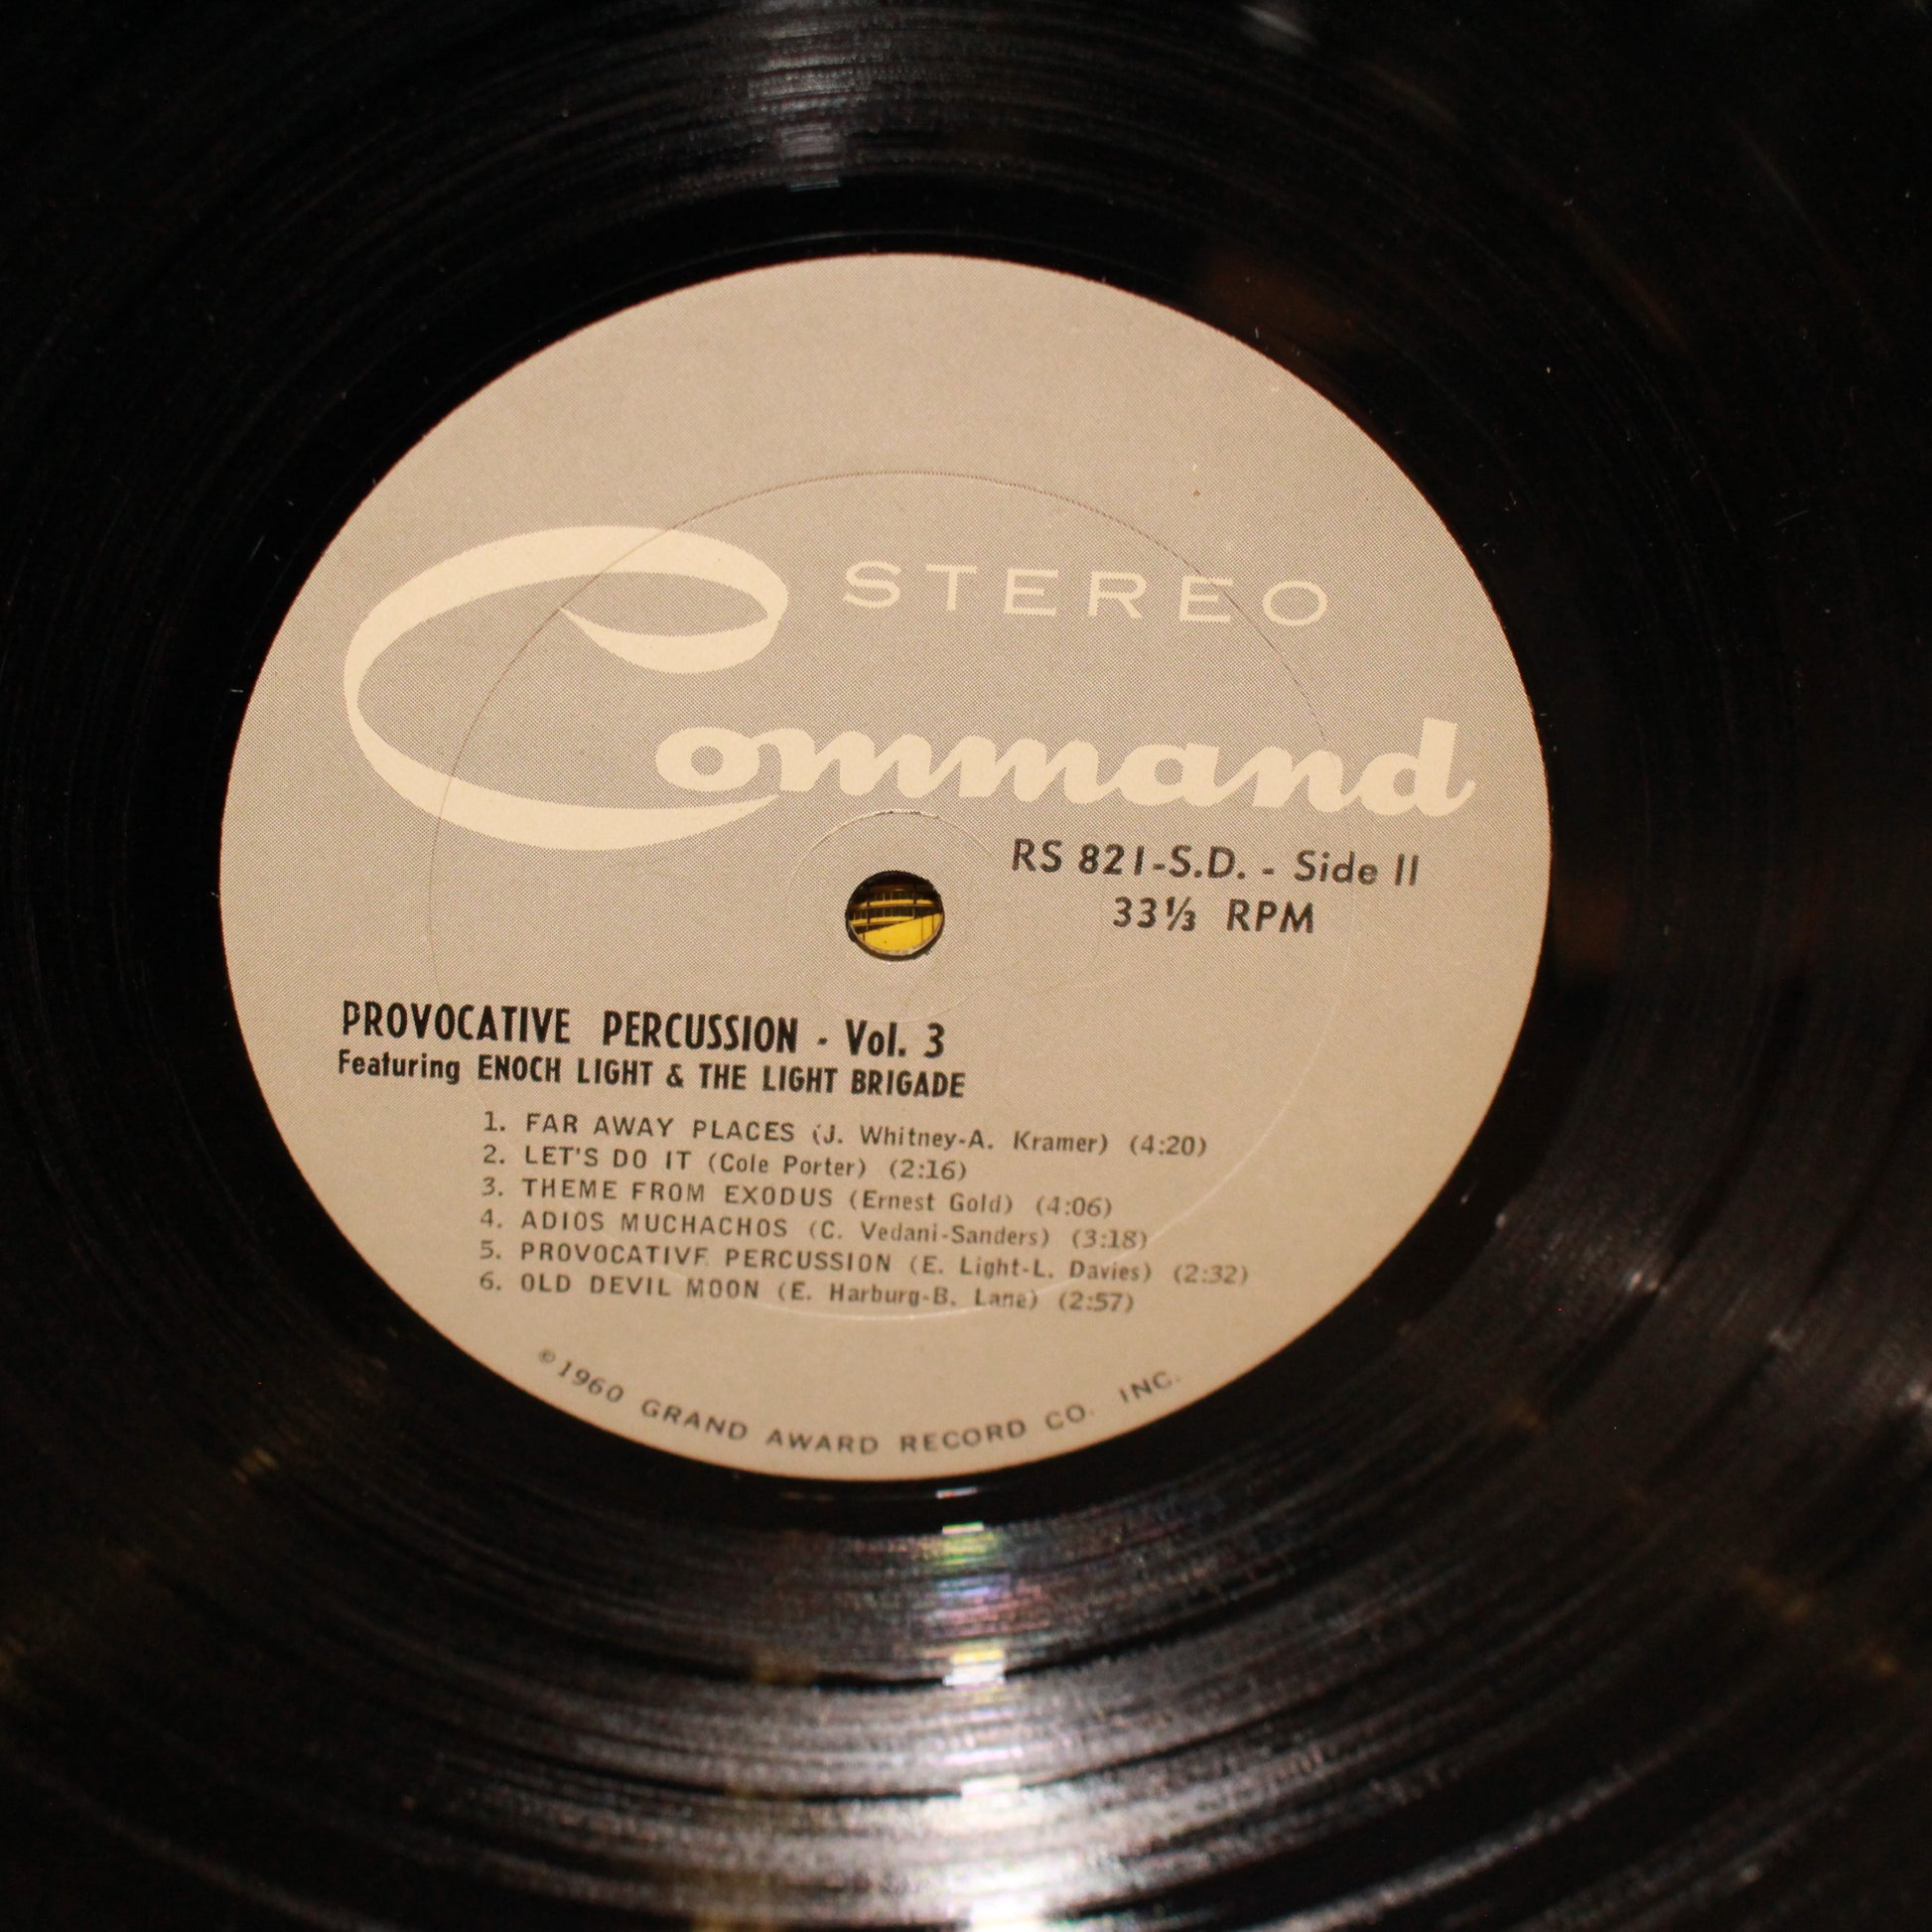 STEREO
Command
RS 821-S.D. - Side II
33⅓ RPM
PROVOCATIVE PERCUSSION - Vol. 3
Featuring ENOCH LIGHT & THE LIGHT BRIGADE
1. FAR AWAY PLACES (J. Whitney-A. Kramer) (4:20)
2. LET'S DO IT (Cole Porter) (2:16)
3. THEME FROM EXODUS (Ernest Gold) (4:06)
4. ADIOS MUCHACHOS (C. Vedani-Sanders) (3:18)
5. PROVOCATIVE PERCUSSION (E. Light-L. Davies) (2:32)
6. OLD DEVIL MOON (E. Harburg-B. Lane) (2:57)
©1960 GRAND AWARD RECORD CO. INC.